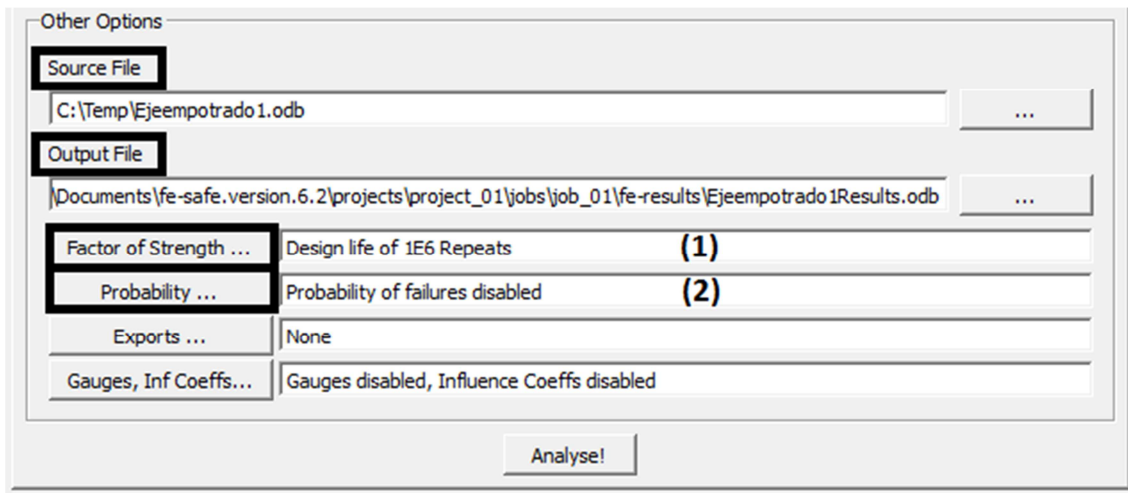 Other Options
Source File
C:\Temp\Ejeempotrado1.odb ...
Output File
\Documents\fe-safe.version.6.2\projects\project_01\jobs\job_01\fe-results\Ejeempotrado1Results.odb ...
Factor of Strength ... Design life of 1E6 Repeats (1)
Probability ... Probability of failures disabled (2)
Exports ... None
Gauges, Inf Coeffs... Gauges disabled, Influence Coeffs disabled
Analyse!